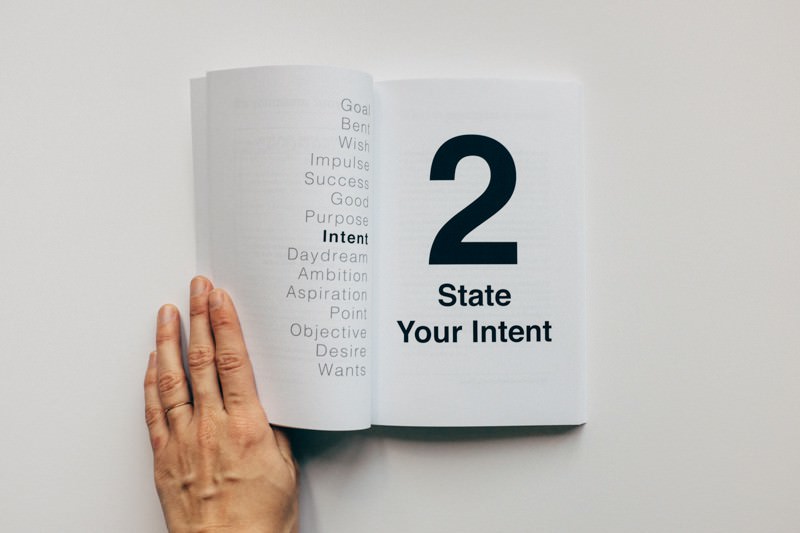 Goal
Bent
Wish
Impulse
Success
Good
Purpose
Intent
Daydream
Ambition
Aspiration
Point
Objective
Desire
Wants
2
State
Your Intent